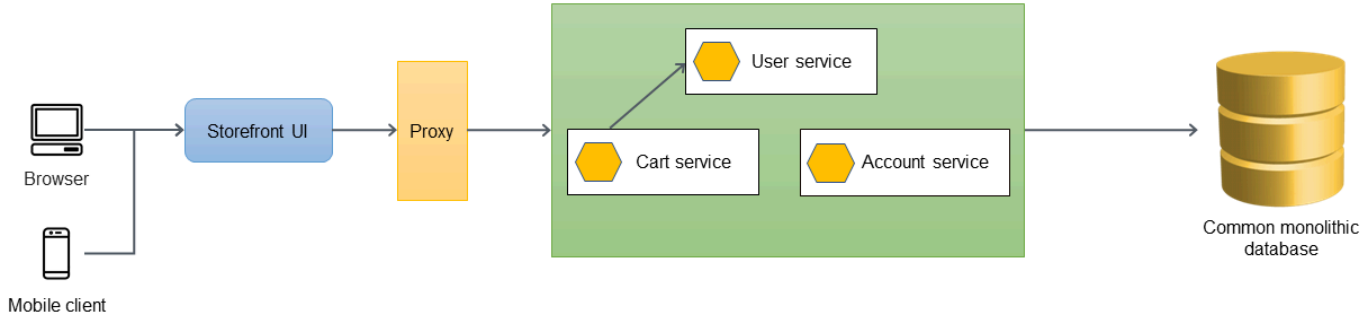 Browser
Mobile client
Storefront UI
Proxy
User service
Cart service
Account service
Common monolithic
database